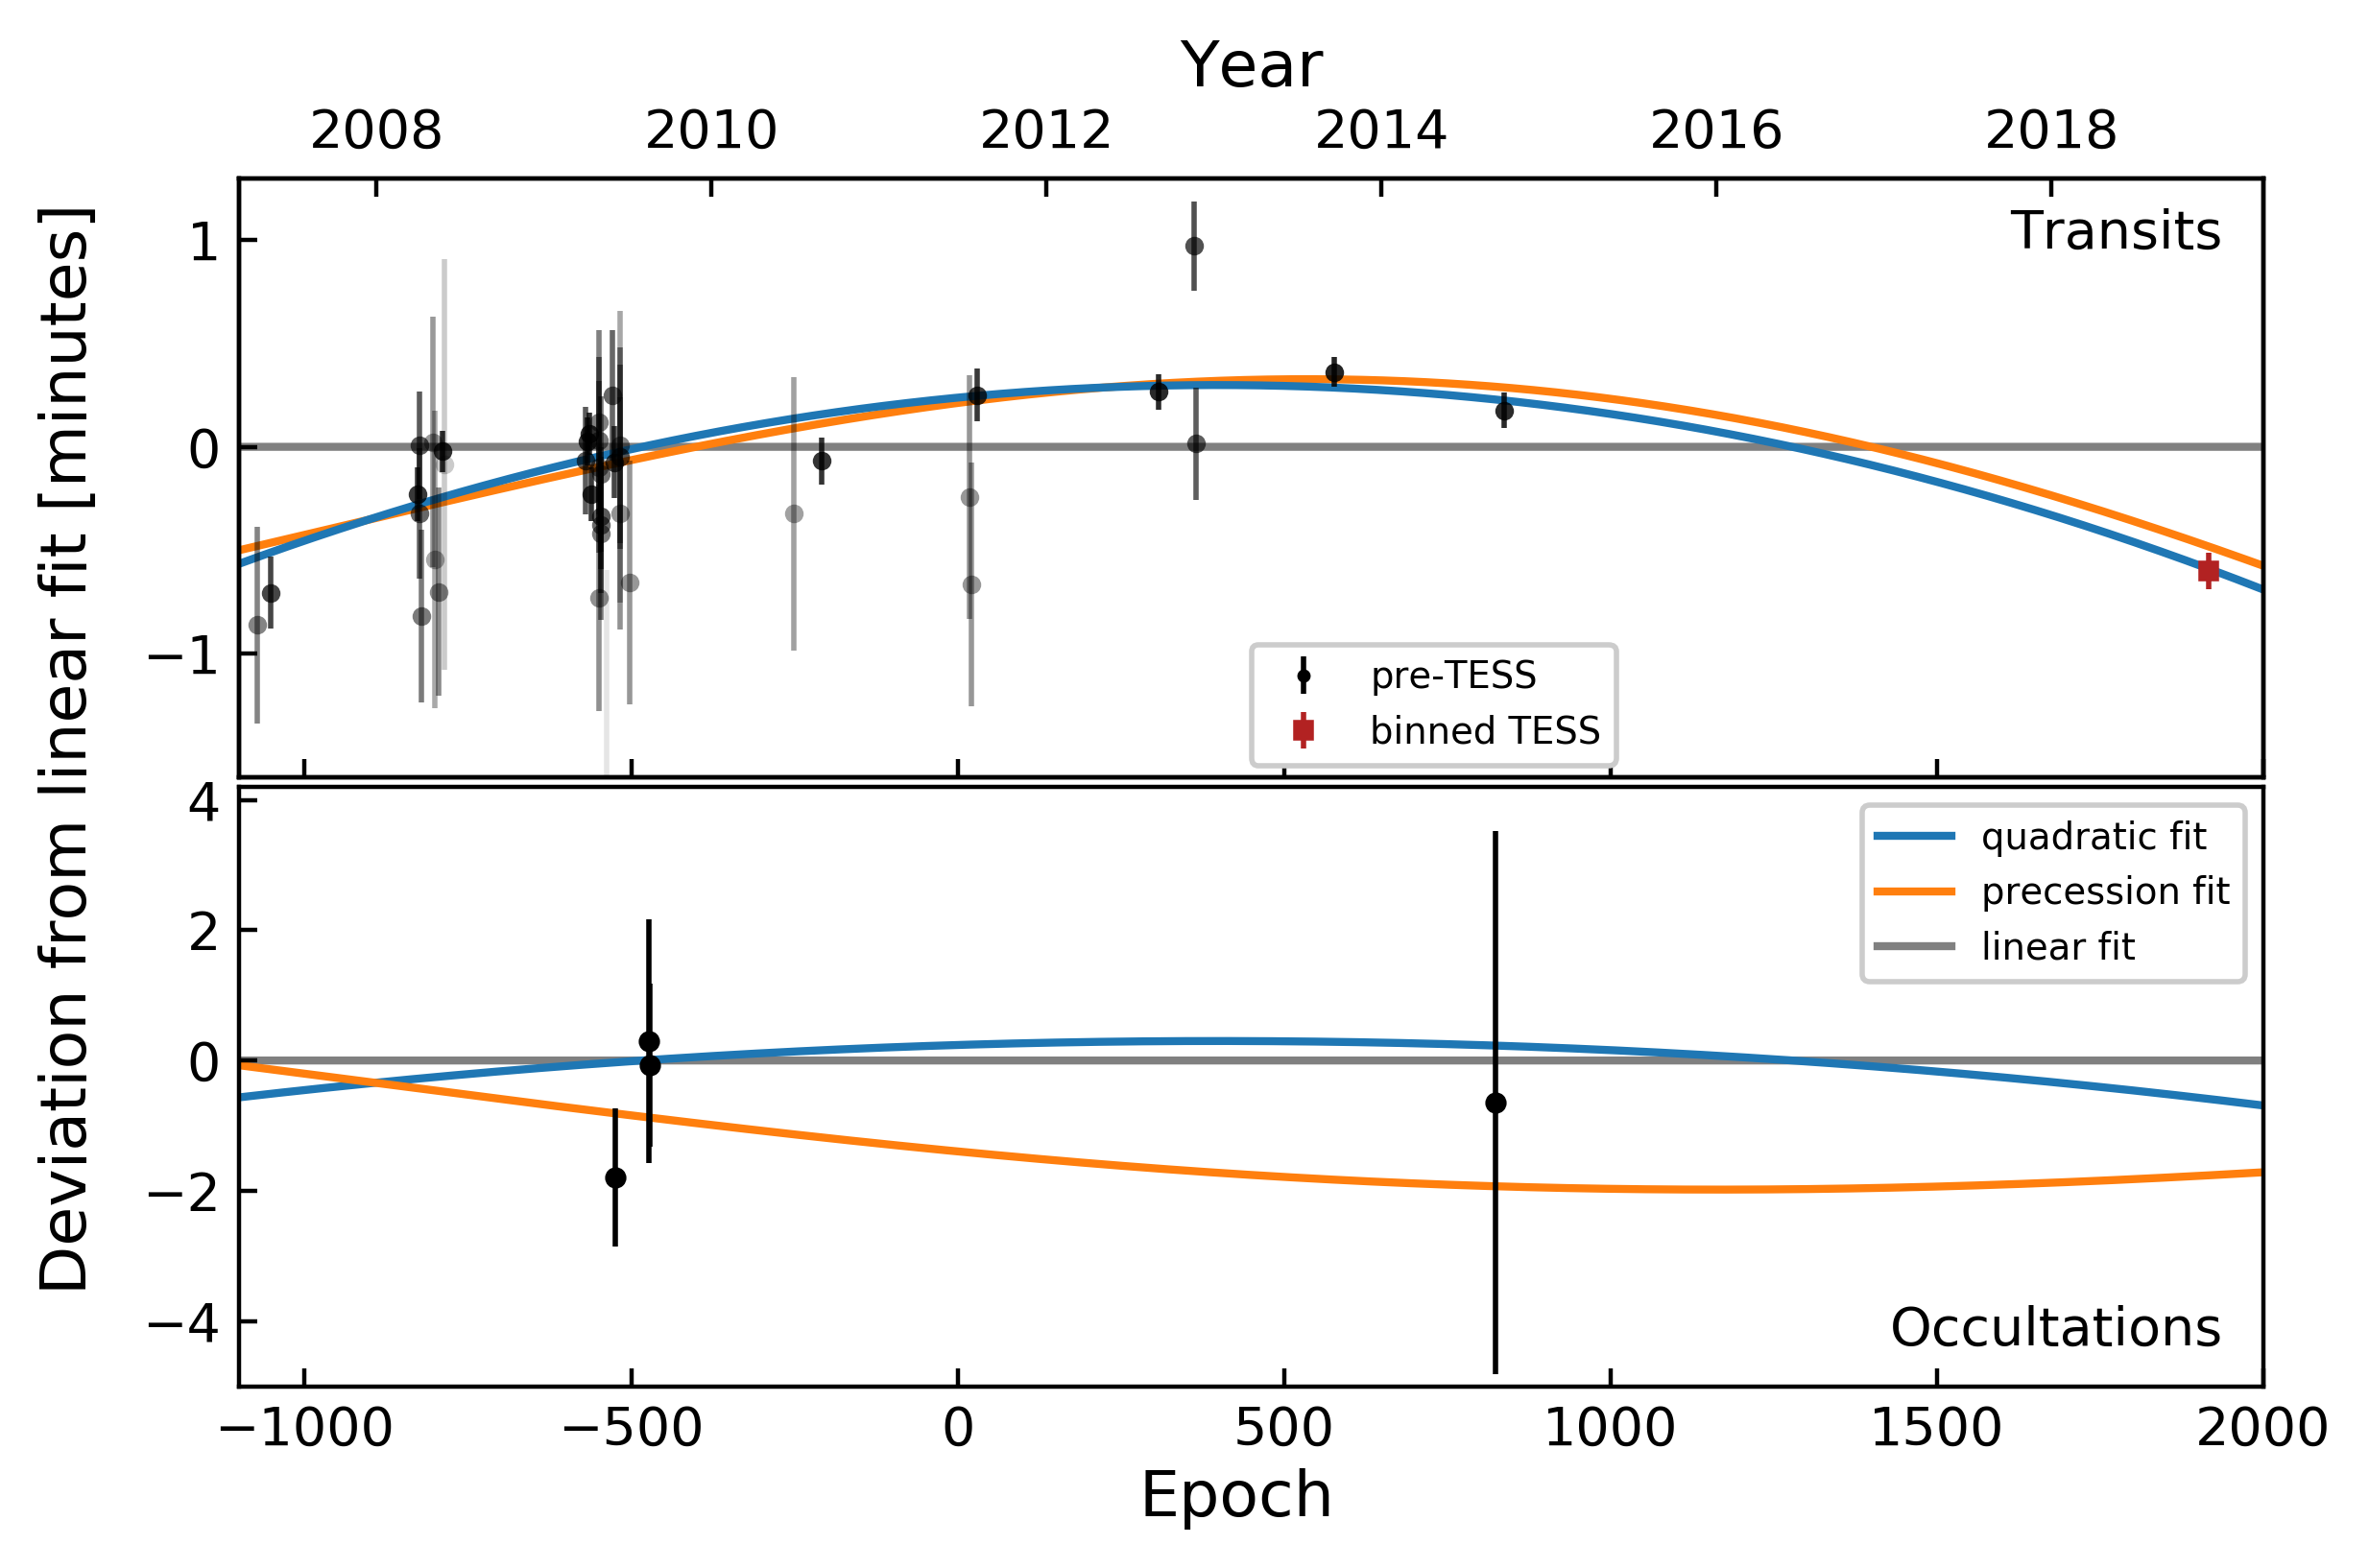 Year
2008 2010 2012 2014 2016 2018
Deviation from linear fit [minutes]
Transits
1
0
−1
pre-TESS
binned TESS
4
2
0
−2
−4
quadratic fit
precession fit
linear fit
Occultations
−1000 −500 0 500 1000 1500 2000
Epoch